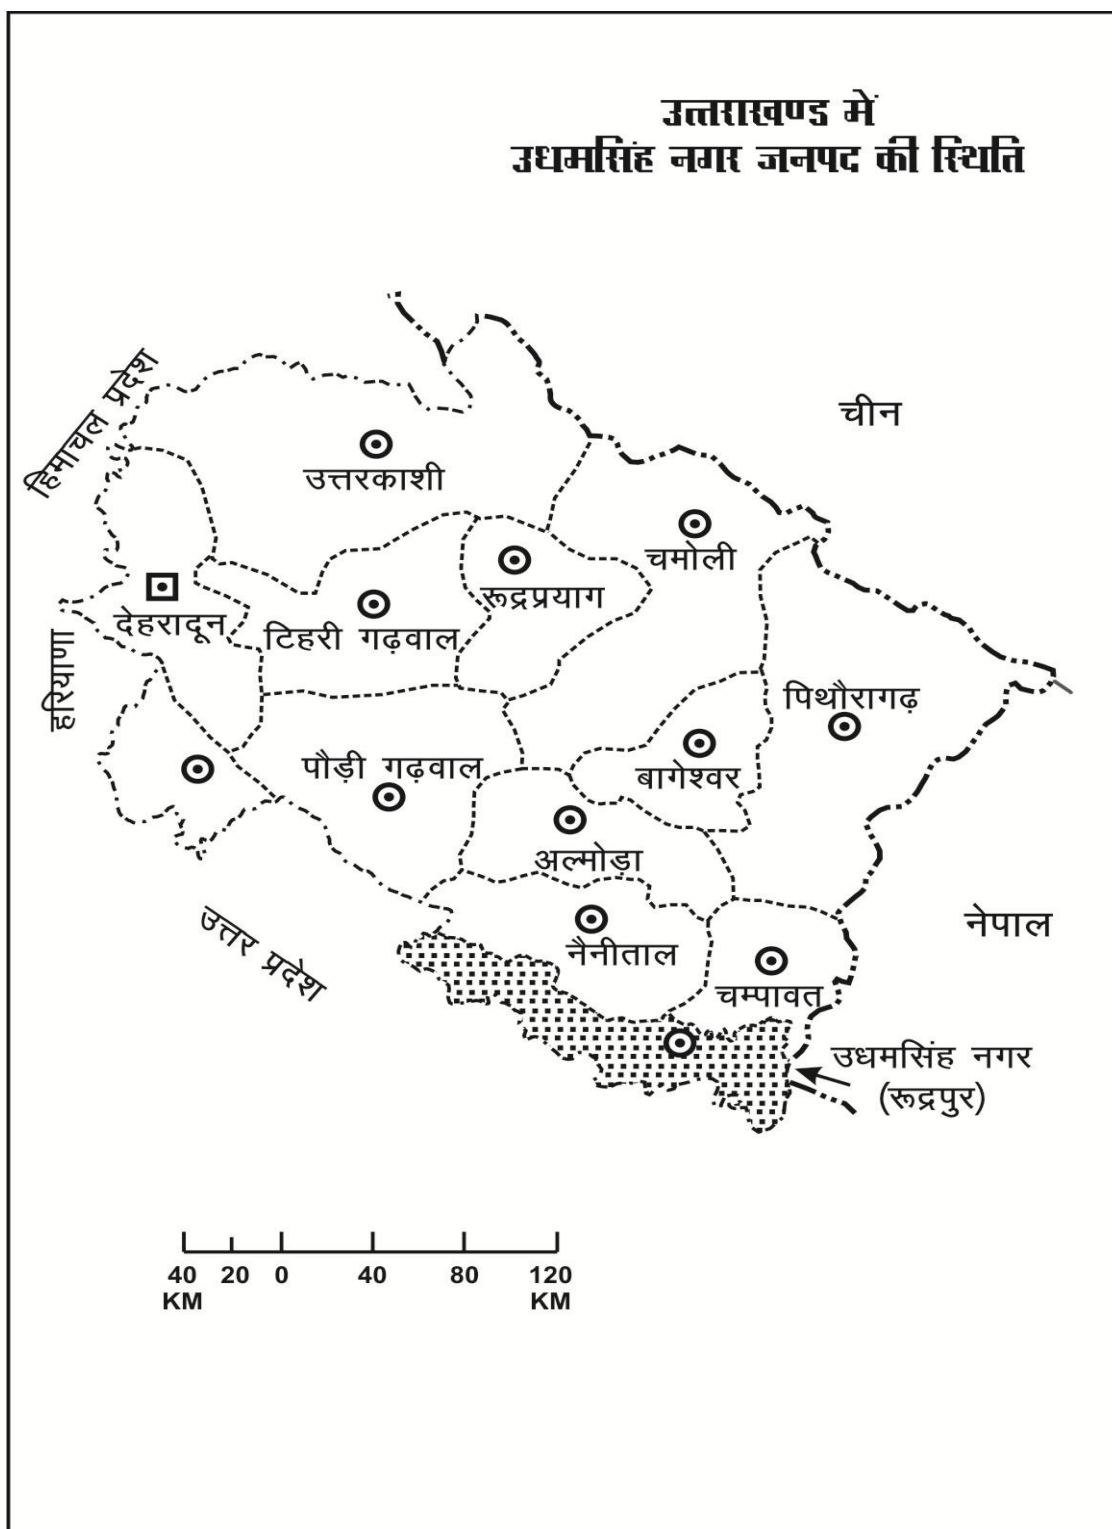 उत्तराखण्ड में
उधमसिंह नगर जनपद की स्थिति
हिमाचल प्रदेश
चीन
उत्तरकाशी
चमोली
रूद्रप्रयाग
देहरादून
टिहरी गढ़वाल
हरियाणा
पिथौरागढ़
पौड़ी गढ़वाल
बागेश्वर
अल्मोड़ा
उत्तर प्रदेश
नेपाल
नैनीताल
चम्पावत
उधमसिंह नगर
(रूद्रपुर)
40 20 0 40 80 120
KM KM